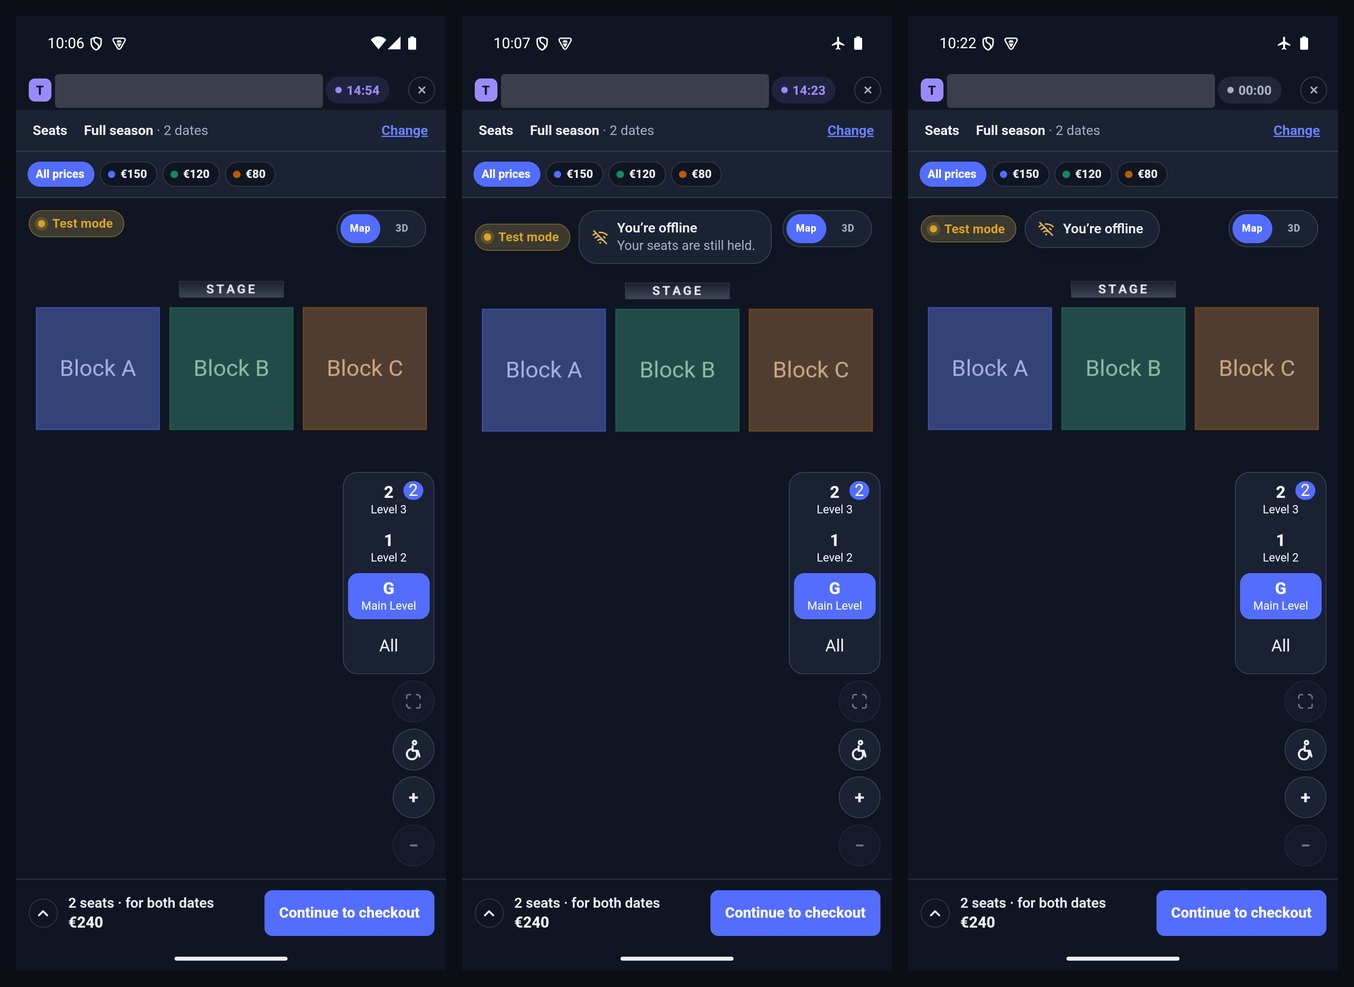 10:06
T
14:54
Seats Full season · 2 dates Change
All prices €150 €120 €80
Test mode
Map 3D
STAGE
Block A Block B Block C
2 2
Level 3
1
Level 2
G
Main Level
All
+
−
2 seats · for both dates
€240
Continue to checkout
10:07
T
14:23
Seats Full season · 2 dates Change
All prices €150 €120 €80
Test mode
You’re offline
Your seats are still held.
Map 3D
STAGE
Block A Block B Block C
2 2
Level 3
1
Level 2
G
Main Level
All
+
−
2 seats · for both dates
€240
Continue to checkout
10:22
T
00:00
Seats Full season · 2 dates Change
All prices €150 €120 €80
Test mode
You’re offline
Map 3D
STAGE
Block A Block B Block C
2 2
Level 3
1
Level 2
G
Main Level
All
+
−
2 seats · for both dates
€240
Continue to checkout